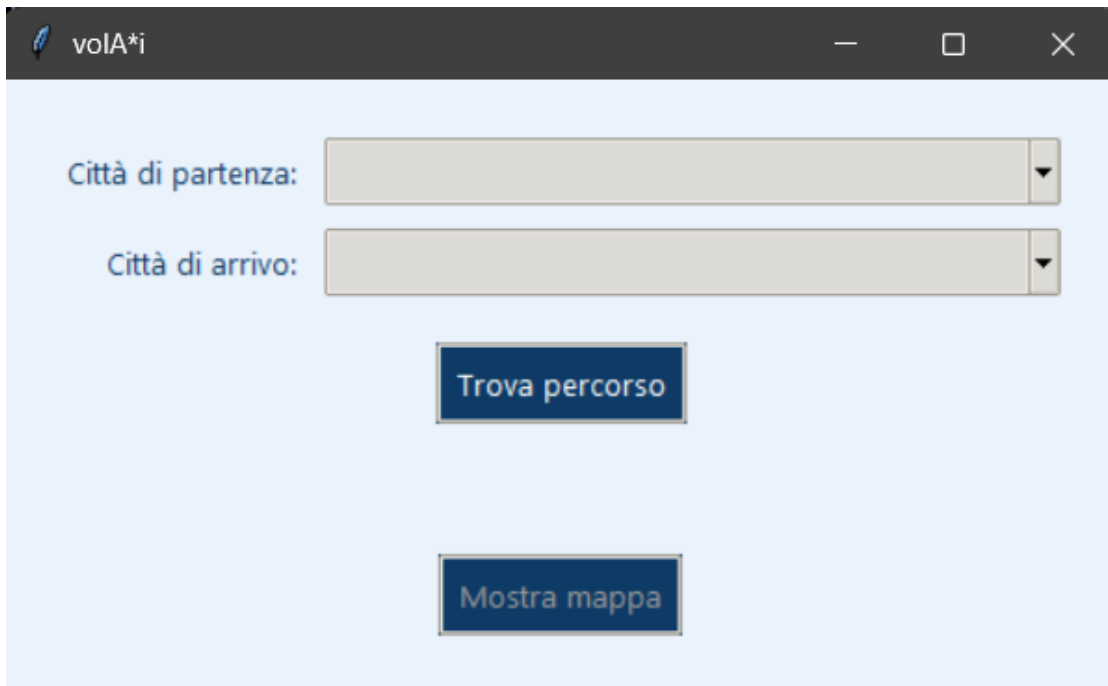 volA*i
Città di partenza:
Città di arrivo:
Trova percorso
Mostra mappa